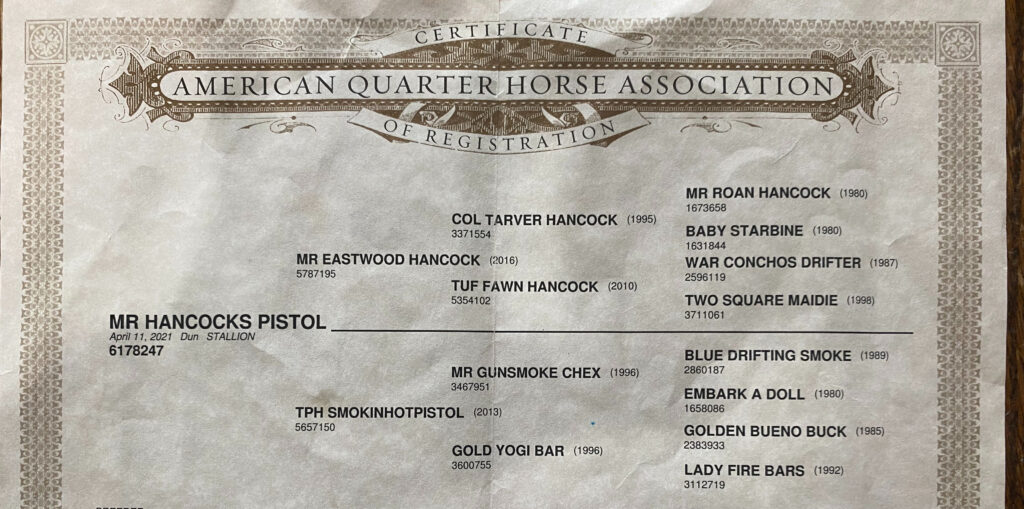 CERTIFICATE
AMERICAN QUARTER HORSE ASSOCIATION
OF REGISTRATION
MR ROAN HANCOCK (1980)
1673658
COL TARVER HANCOCK (1995)
3371554
BABY STARBINE (1980)
1631844
MR EASTWOOD HANCOCK (2016)
5787195
WAR CONCHOS DRIFTER (1987)
2596119
TUF FAWN HANCOCK (2010)
5354102
TWO SQUARE MAIDIE (1998)
3711061
MR HANCOCKS PISTOL
April 11, 2021 Dun STALLION
6178247
BLUE DRIFTING SMOKE (1989)
2860187
MR GUNSMOKE CHEX (1996)
3467951
EMBARK A DOLL (1980)
1658086
TPH SMOKINHOTPISTOL (2013)
5657150
GOLDEN BUENO BUCK (1985)
2383933
GOLD YOGI BAR (1996)
3600755
LADY FIRE BARS (1992)
3112719